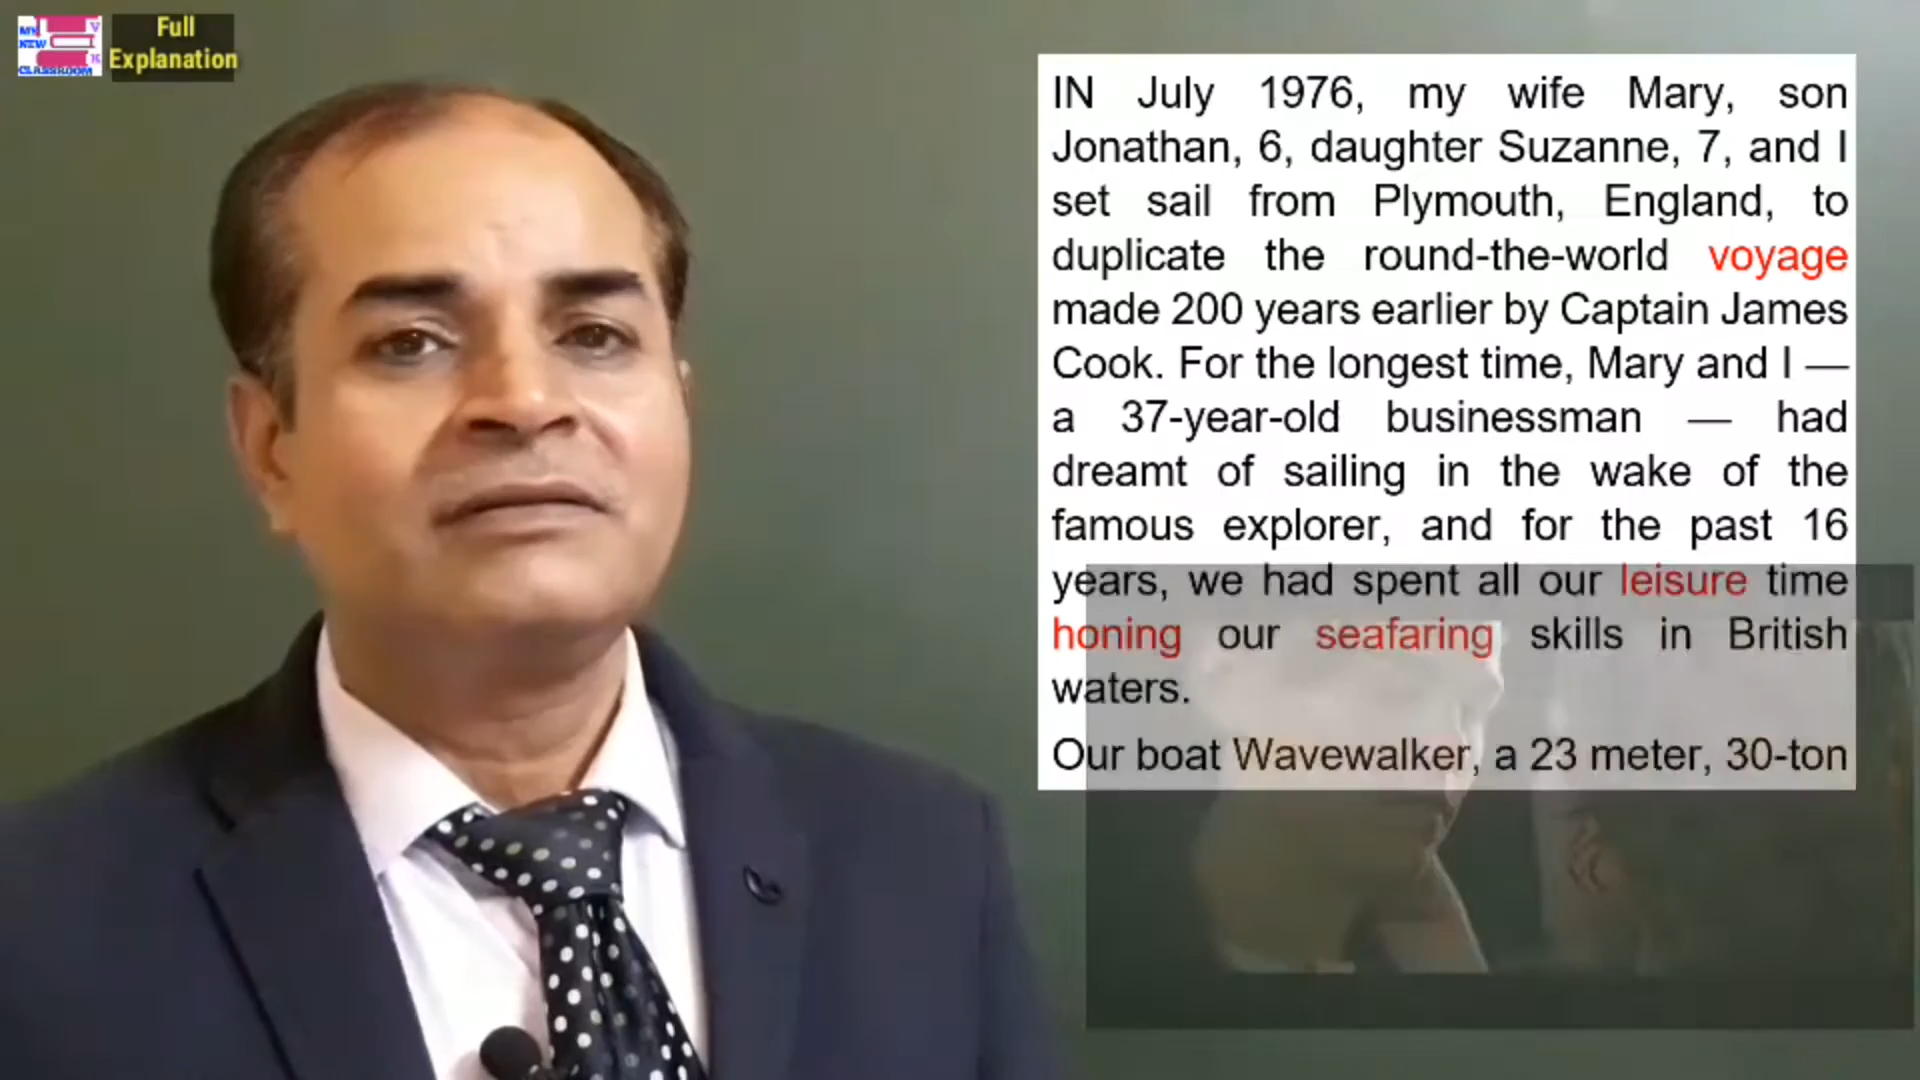 MY
NEW
CLASSROOM
V
K
Full
Explanation
IN July 1976, my wife Mary, son
Jonathan, 6, daughter Suzanne, 7, and I
set sail from Plymouth, England, to
duplicate the round-the-world voyage
made 200 years earlier by Captain James
Cook. For the longest time, Mary and I —
a 37-year-old businessman — had
dreamt of sailing in the wake of the
famous explorer, and for the past 16
years, we had spent all our leisure time
honing our seafaring skills in British
waters.
Our boat Wavewalker, a 23 meter, 30-ton